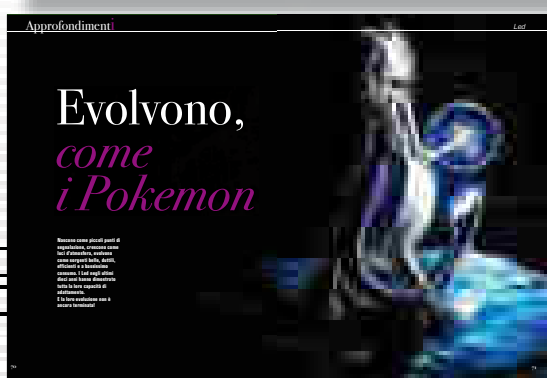 Approfondimenti
Led
Evolvono,
come
i Pokemon
Nascono come piccoli punti di
segnalazione, crescono come
luci d'atmosfera, evolvono
come sorgenti belle, duttili,
efficienti e a bassissimo
consumo. I Led negli ultimi
dieci anni hanno dimostrato
tutta la loro capacità di
adattamento.
E la loro evoluzione non è
ancora terminata!